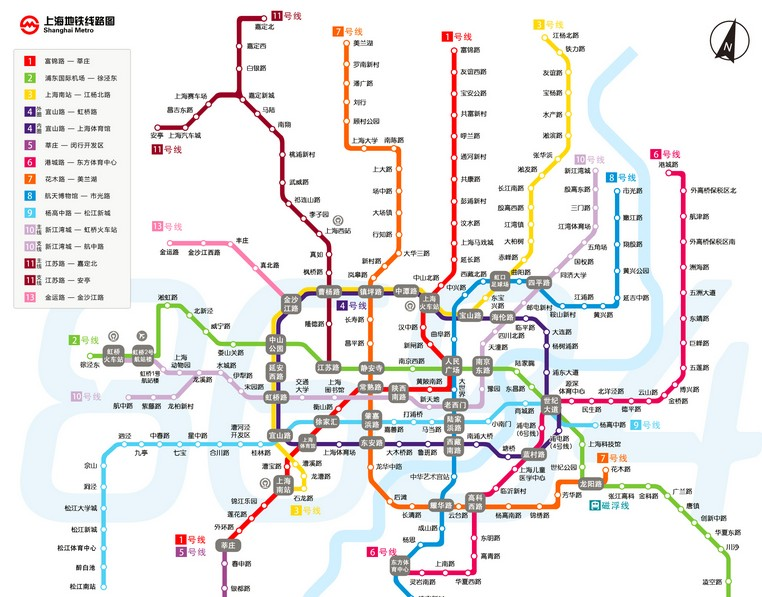 上海地铁线路图
Shanghai Metro
1 富锦路 — 莘庄
2 浦东国际机场 — 徐泾东
3 上海南站 — 江杨北路
4 外圈 宜山路 — 虹桥路
4 内圈 宜山路 — 上海体育馆
5 莘庄 — 闵行开发区
6 港城路 — 东方体育中心
7 花木路 — 美兰湖
8 航天博物馆 — 市光路
9 杨高中路 — 松江新城
10 主线 新江湾城 — 虹桥火车站
10 支线 新江湾城 — 航中路
11 主线 江苏路 — 嘉定北
11 支线 江苏路 — 安亭
13 金运路 — 金沙江路
N
11号线
嘉定北
嘉定西
白银路
上海赛车场
嘉定新城
昌吉东路
马陆
安亭
上海汽车城
南翔
11号线
桃浦新村
武威路
祁连山路
李子园
上海西站
真如
枫桥路
7号线
美兰湖
罗南新村
潘广路
刘行
顾村公园
上海大学
南陈路
上大路
场中路
大场镇
行知路
大华三路
新村路
岚皋路
1号线
富锦路
友谊西路
宝安公路
共富新村
呼兰路
通河新村
共康路
彭浦新村
汶水路
上海马戏城
延长路
中山北路
3号线
江杨北路
铁力路
友谊路
宝杨路
水产路
淞滨路
张华浜
淞发路
长江南路
殷高西路
江湾镇
大柏树
赤峰路
10号线
新江湾城
殷高东路
三门路
江湾体育场
五角场
国权路
同济大学
8号线
市光路
嫩江路
翔殷路
黄兴公园
延吉中路
黄兴路
江浦路
鞍山新村
6号线
港城路
外高桥保税区北
航津路
外高桥保税区南
洲海路
五洲大道
东靖路
巨峰路
五莲路
博兴路
金桥路
云山路
德平路
北洋泾路
民生路
源深体育中心
13号线
金运路
金沙江西路
丰庄
真北路
金沙江路
曹杨路
镇坪路
中潭路
4号线
上海火车站
宝山路
海伦路
虹口足球场
曲阳路
四平路
西藏北路
中兴路
东宝兴路
邮电新村
四川北路
临平路
大连路
杨树浦路
浦东大道
天潼路
2号线
徐泾东
虹桥火车站
虹桥2号航站楼
虹桥1号航站楼
虹湖路
北新泾
威宁路
娄山关路
中山公园
江苏路
静安寺
南京西路
人民广场
南京东路
陆家嘴
东昌路
世纪大道
隆德路
长寿路
昌平路
汉中路
曲阜路
新闸路
上海动物园
龙溪路
水城路
伊犁路
宋园路
延安西路
虹桥路
交通大学
上海图书馆
常熟路
陕西南路
黄陂南路
新天地
大世界
老西门
豫园
商城路
小南门
10号线
航中路
紫藤路
龙柏新村
衡山路
徐家汇
肇嘉浜路
嘉善路
打浦桥
马当路
陆家浜路
宜山路
上海体育馆
上海体育场
东安路
大木桥路
鲁班路
西藏南路
南浦大桥
塘桥
蓝村路
浦电路(6号线)
浦电路(4号线)
上海儿童医学中心
临沂新村
杨高中路
9号线
上海科技馆
世纪公园
龙阳路
7号线
花木路
磁浮线
张江高科
金科路
广兰路
唐镇
创新中路
华夏东路
川沙
凌空路
芳华路
锦绣路
杨高南路
高科西路
云台路
耀华路
长清路
后滩
龙华中路
中华艺术宫站
成山路
杨思
6号线
东方体育中心
灵岩南路
上南路
华夏西路
高青路
东明路
泗泾
九亭
中春路
七宝
星中路
合川路
漕河泾开发区
桂林路
佘山
洞泾
松江大学城
松江新城
松江体育中心
醉白池
松江南站
漕宝路
漕溪路
龙漕路
石龙路
上海南站
3号线
锦江乐园
莲花路
外环路
莘庄
1号线
5号线
春申路
银都路